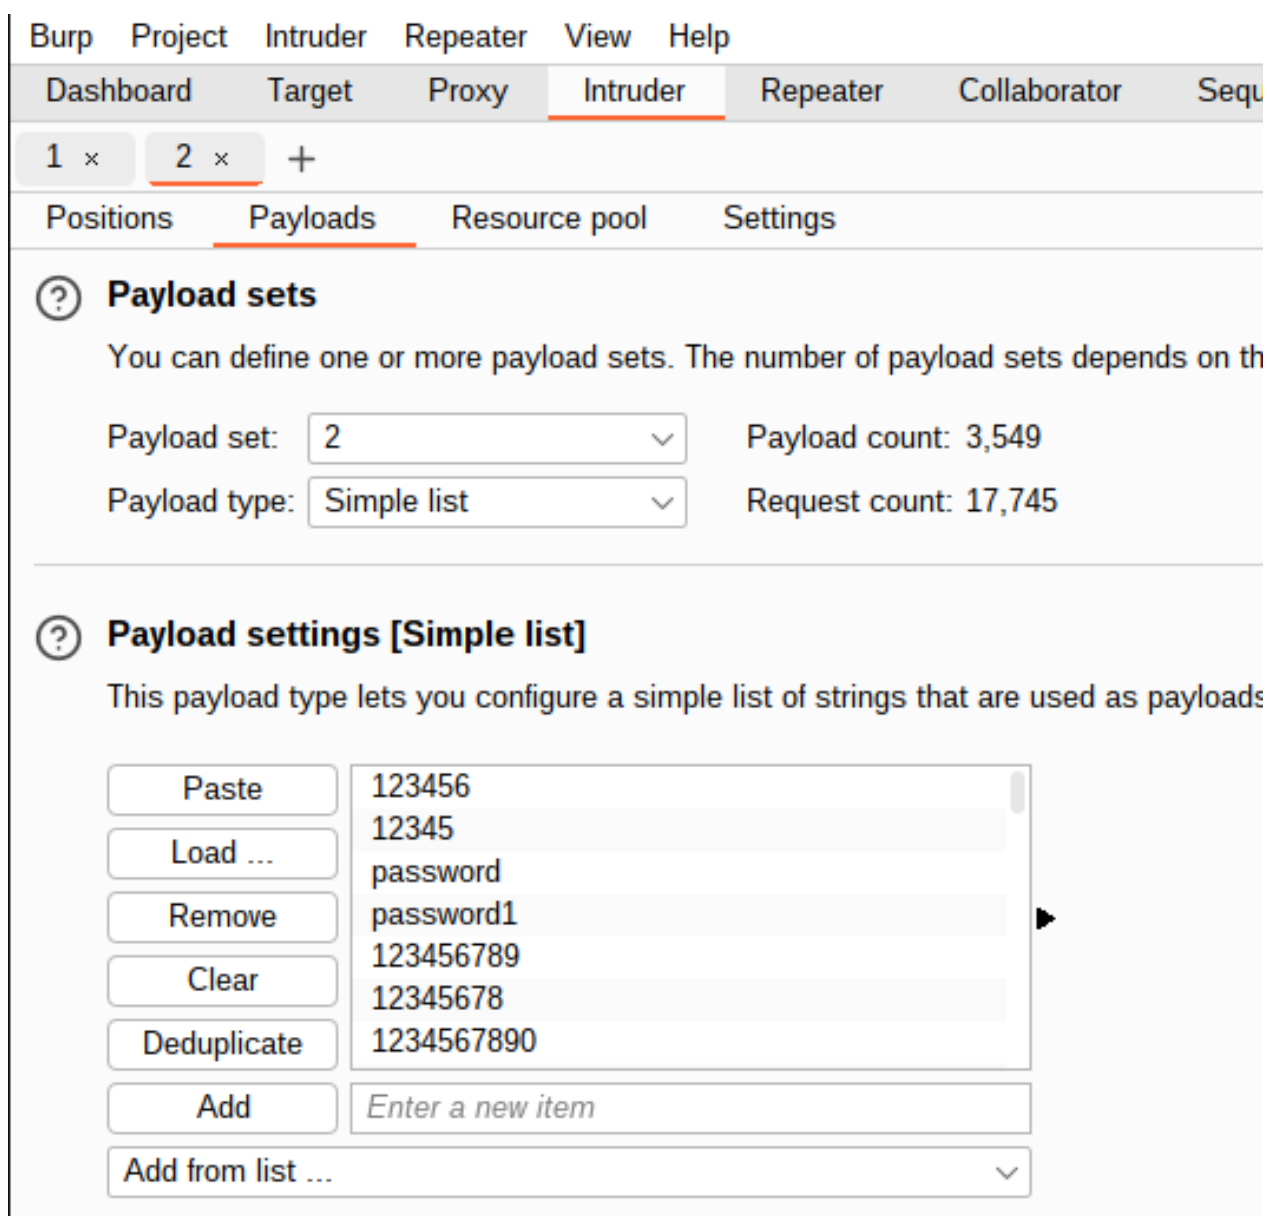 Burp Project Intruder Repeater View Help
Dashboard Target Proxy Intruder Repeater Collaborator Sequ
1 × 2 × +
Positions Payloads Resource pool Settings
? Payload sets
You can define one or more payload sets. The number of payload sets depends on th
Payload set: 2 Payload count: 3,549
Payload type: Simple list Request count: 17,745
? Payload settings [Simple list]
This payload type lets you configure a simple list of strings that are used as payloads
Paste 123456
12345
Load ... password
Remove password1
123456789
Clear 12345678
Deduplicate 1234567890
Add Enter a new item
Add from list ...